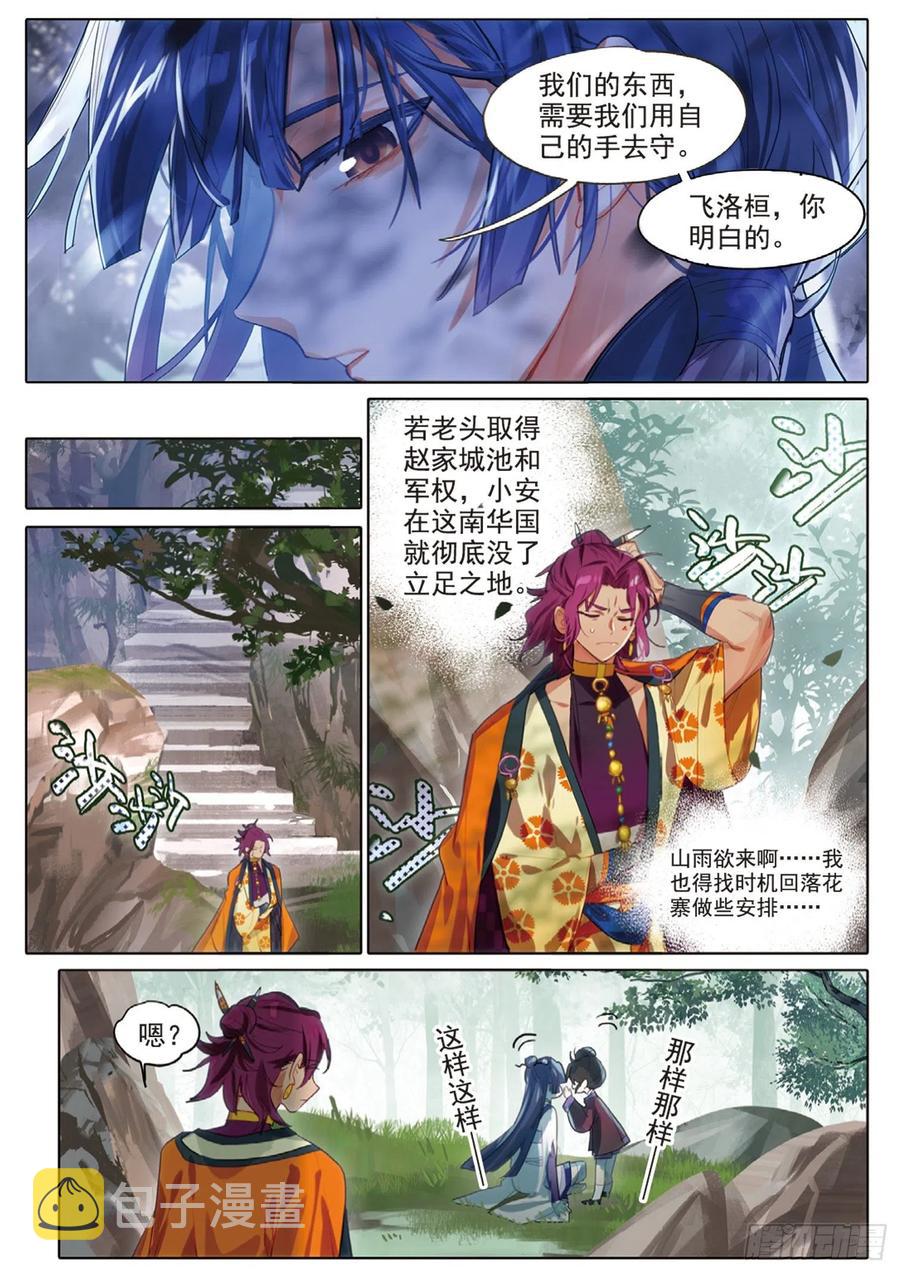 我们的东西，
需要我们用自
己的手去守。
飞洛桓，你
明白的。
若老头取得
赵家城池和
军权，小安
在这南华国
就彻底没了
立足之地。
沙
沙沙
沙
沙沙
山雨欲来啊……我
也得找时机回落花
寨做些安排……
嗯？
这样这样——
那样那样——
包子漫畫
腾讯动漫